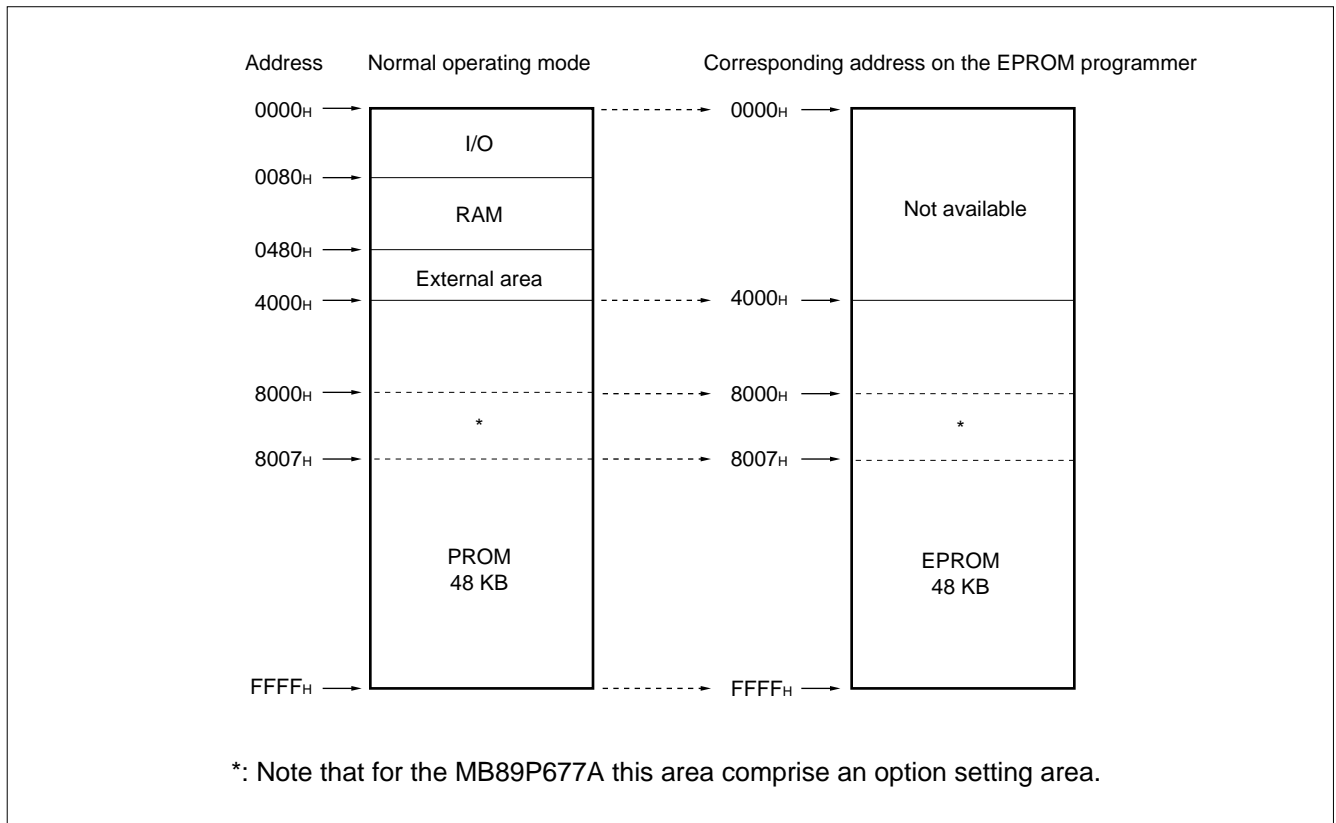 Address Normal operating mode Corresponding address on the EPROM programmer
0000H 0000H
I/O
0080H
RAM Not available
0480H
External area
4000H 4000H
8000H 8000H
* *
8007H 8007H
PROM EPROM
48 KB 48 KB
FFFFH FFFFH
*: Note that for the MB89P677A this area comprise an option setting area.